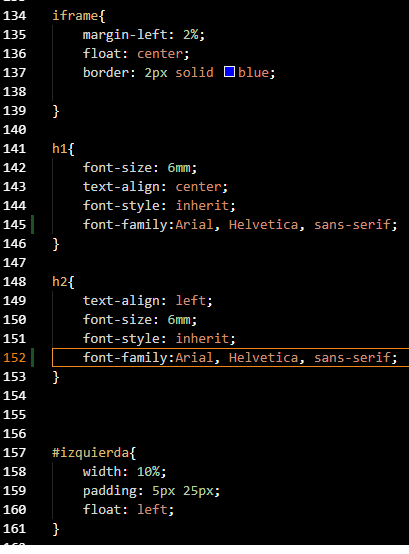 134 iframe{
135 margin-left: 2%;
136 float: center;
137 border: 2px solid blue;
138
139 }
140
141 h1{
142 font-size: 6mm;
143 text-align: center;
144 font-style: inherit;
145 font-family:Arial, Helvetica, sans-serif;
146 }
147
148 h2{
149 text-align: left;
150 font-size: 6mm;
151 font-style: inherit;
152 font-family:Arial, Helvetica, sans-serif;
153 }
154
155
156
157 #izquierda{
158 width: 10%;
159 padding: 5px 25px;
160 float: left;
161 }